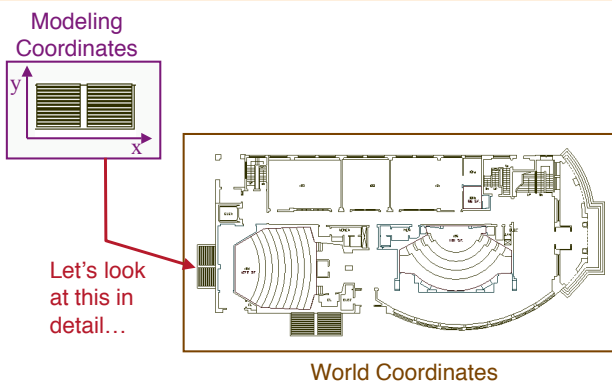 Modeling
Coordinates
y
x
Let's look
at this in
detail…
World Coordinates